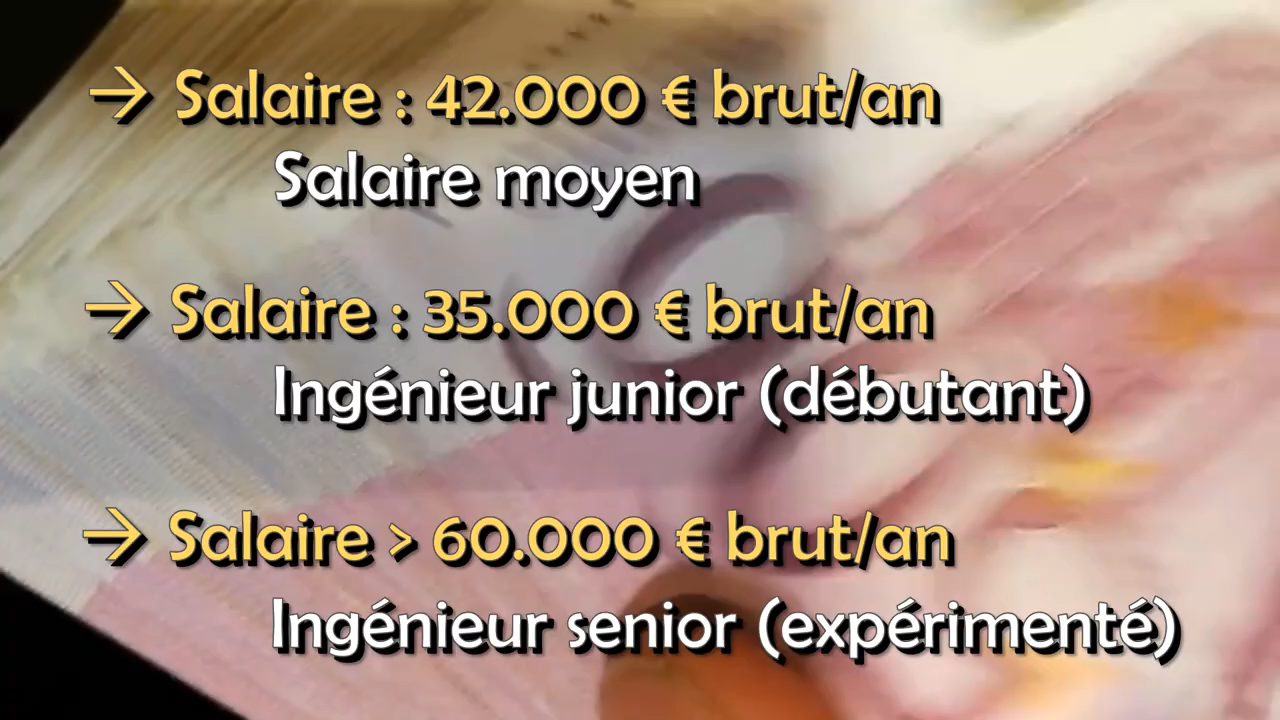 → Salaire : 42.000 € brut/an
Salaire moyen
→ Salaire : 35.000 € brut/an
Ingénieur junior (débutant)
→ Salaire > 60.000 € brut/an
Ingénieur senior (expérimenté)